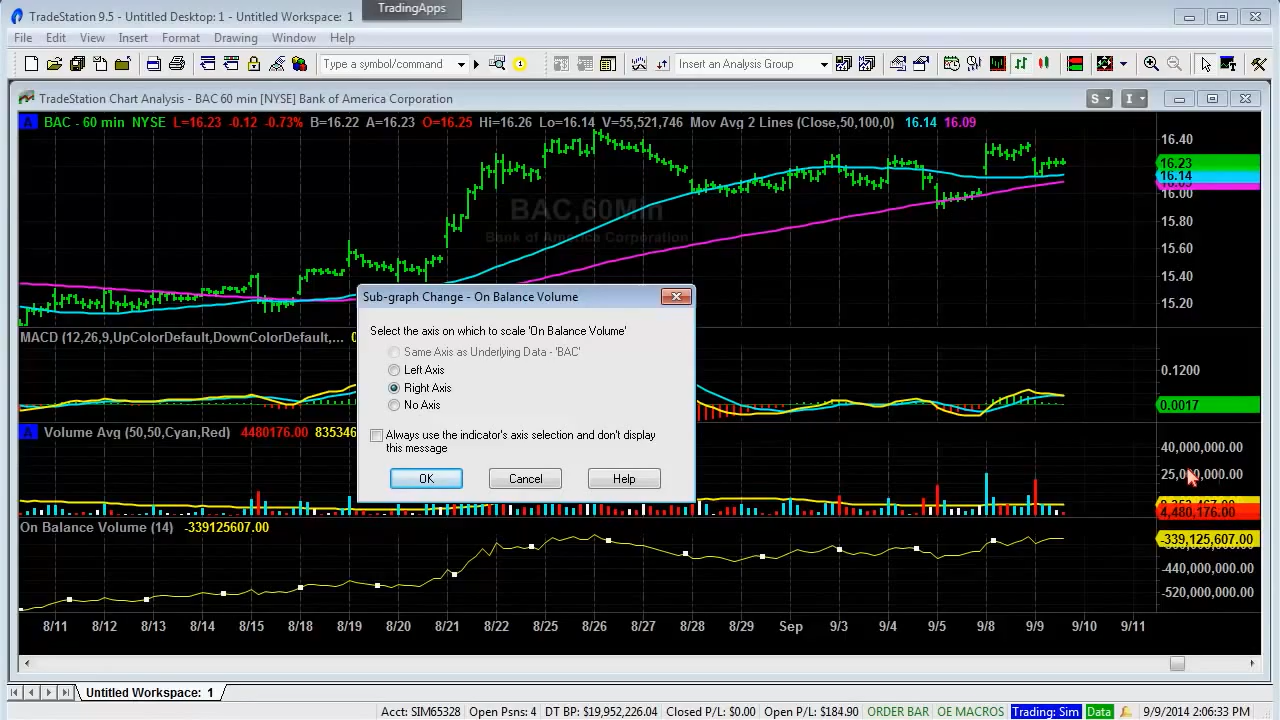 TradingApps
TradeStation 9.5 - Untitled Desktop: 1 - Untitled Workspace: 1
File Edit View Insert Format Drawing Window Help
Type a symbol/command Insert an Analysis Group
TradeStation Chart Analysis - BAC 60 min [NYSE] Bank of America Corporation S I
A BAC - 60 min NYSE L=16.23 -0.12 -0.73% B=16.22 A=16.23 O=16.25 Hi=16.26 Lo=16.14 V=55,521,746 Mov Avg 2 Lines (Close,50,100,0) 16.14 16.09
16.40
16.23
16.14
16.00
BAC,60Min
15.80
Bank of America Corporation
15.60
15.40
15.20
Sub-graph Change - On Balance Volume
Select the axis on which to scale 'On Balance Volume'
Same Axis as Underlying Data - 'BAC'
Left Axis
Right Axis
No Axis
Always use the indicator's axis selection and don't display
this message
OK Cancel Help
MACD (12,26,9,UpColorDefault,DownColorDefault,...
0.1200
0.0017
A Volume Avg (50,50,Cyan,Red) 4480176.00 835346
40,000,000.00
4,480,176.00
On Balance Volume (14) -339125607.00
-339,125,607.00
-440,000,000.00
-520,000,000.00
8/11 8/12 8/13 8/14 8/15 8/18 8/19 8/20 8/21 8/22 8/25 8/26 8/27 8/28 8/29 Sep 9/3 9/4 9/5 9/8 9/9 9/10 9/11
Untitled Workspace: 1
Acct: SIM65328 Open Psns: 4 DT BP: $19,952,226.04 Closed P/L: $0.00 Open P/L: $184.90 ORDER BAR OE MACROS Trading: Sim Data 9/9/2014 2:06:33 PM